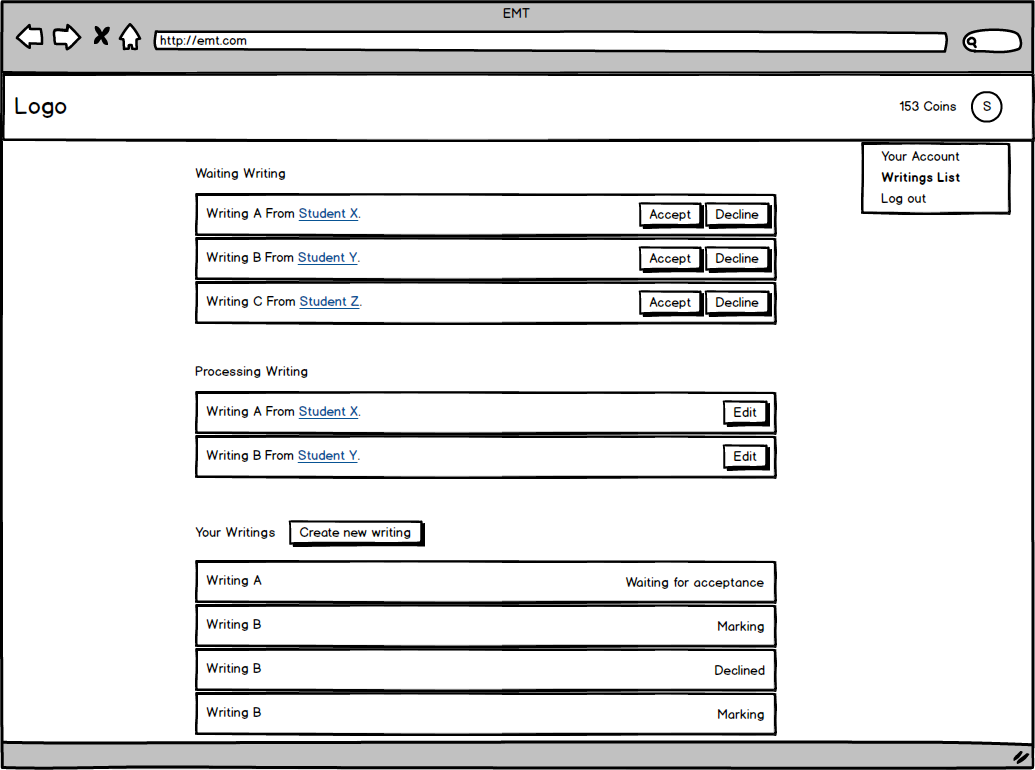 EMT
http://emt.com
Logo
153 Coins S
Your Account
Writings List
Log out
Waiting Writing
Writing A From Student X. Accept Decline
Writing B From Student Y. Accept Decline
Writing C From Student Z. Accept Decline
Processing Writing
Writing A From Student X. Edit
Writing B From Student Y. Edit
Your Writings Create new writing
Writing A Waiting for acceptance
Writing B Marking
Writing B Declined
Writing B Marking